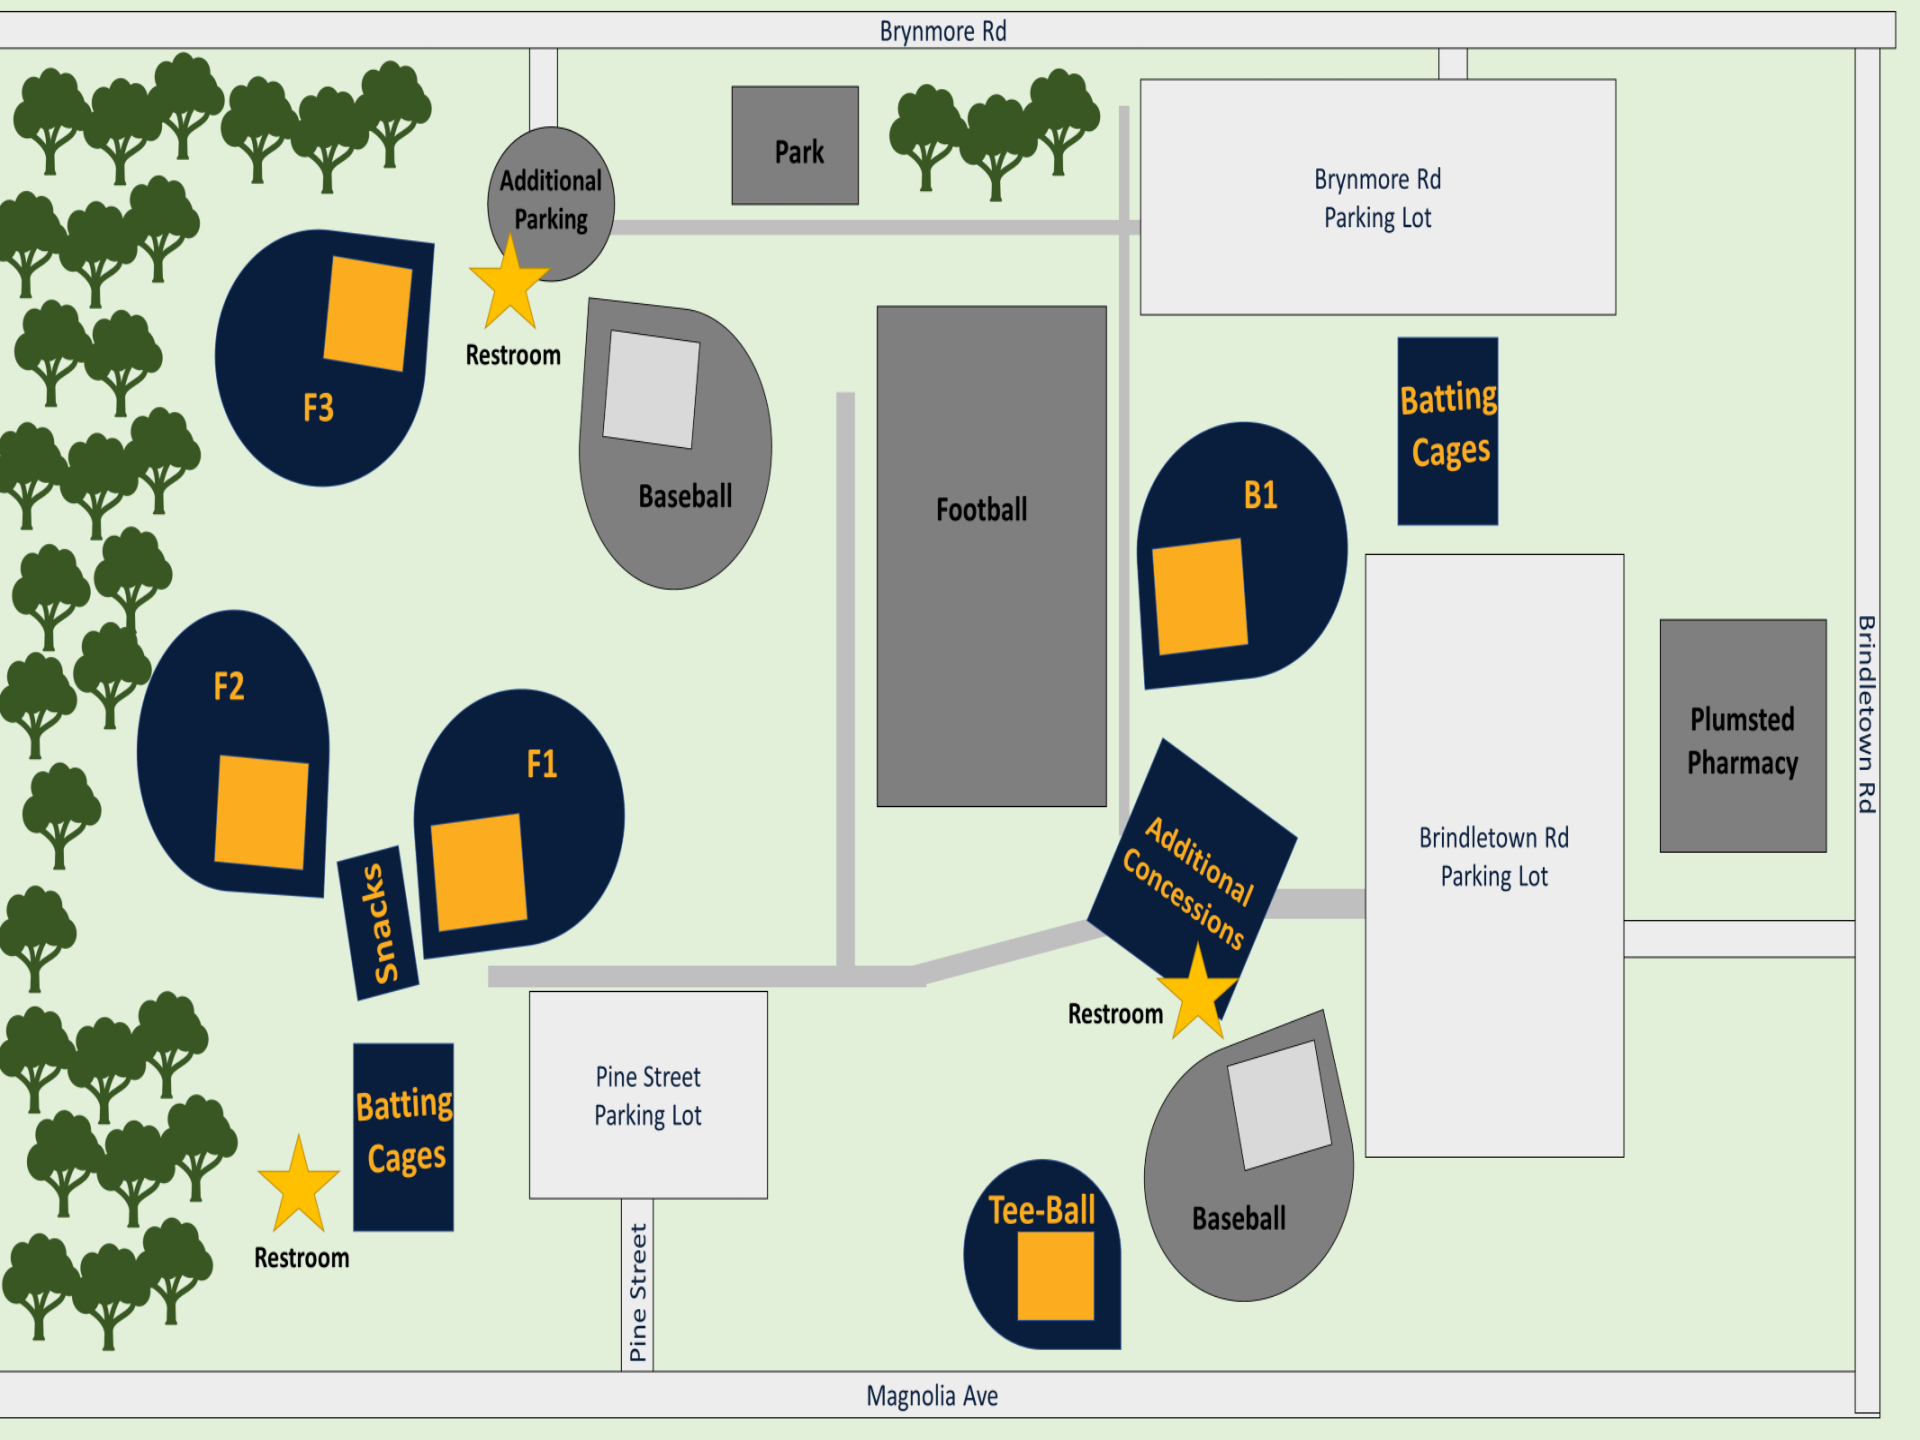 Brynmore Rd
Additional
Parking
Park
Brynmore Rd
Parking Lot
Restroom
F3
Batting
Cages
Baseball
Football
B1
F2
F1
Plumsted
Pharmacy
Brindletown Rd
Additional
Concessions
Brindletown Rd
Parking Lot
Snacks
Restroom
Pine Street
Parking Lot
Batting
Cages
Restroom
Tee-Ball
Baseball
Pine Street
Magnolia Ave